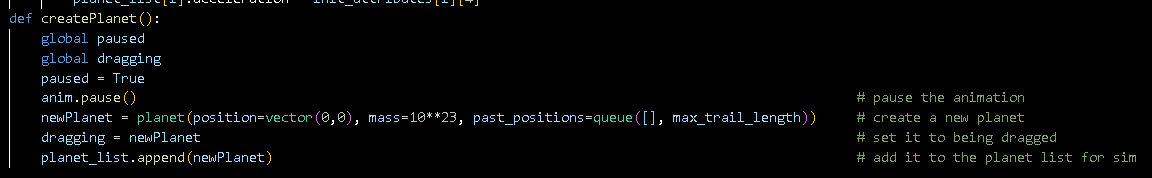 planet_list[i].acceleration = init_attributes[i][4]
def createPlanet():
global paused
global dragging
paused = True
anim.pause() # pause the animation
newPlanet = planet(position=vector(0,0), mass=10**23, past_positions=queue([], max_trail_length)) # create a new planet
dragging = newPlanet # set it to being dragged
planet_list.append(newPlanet) # add it to the planet list for sim